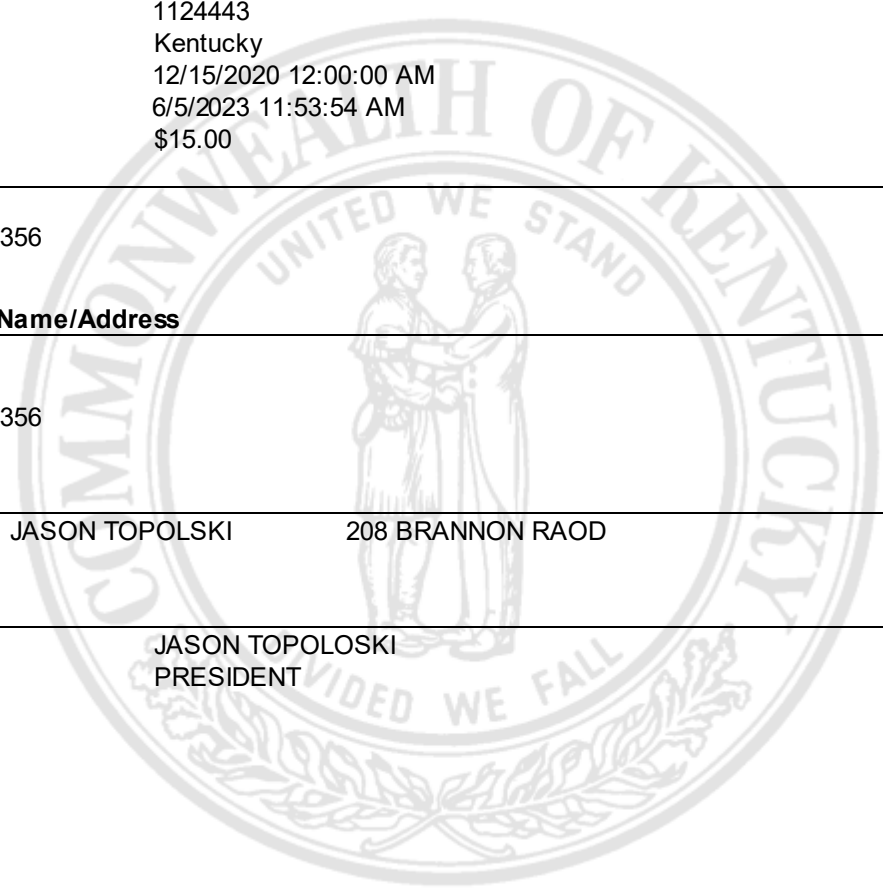 1124443
Kentucky
12/15/2020 12:00:00 AM
6/5/2023 11:53:54 AM
$15.00
356
Name/Address
356
JASON TOPOLSKI 208 BRANNON RAOD
JASON TOPOLOSKI
PRESIDENT
COMMONWEALTH OF KENTUCKY
UNITED WE STAND
DIVIDED WE FALL